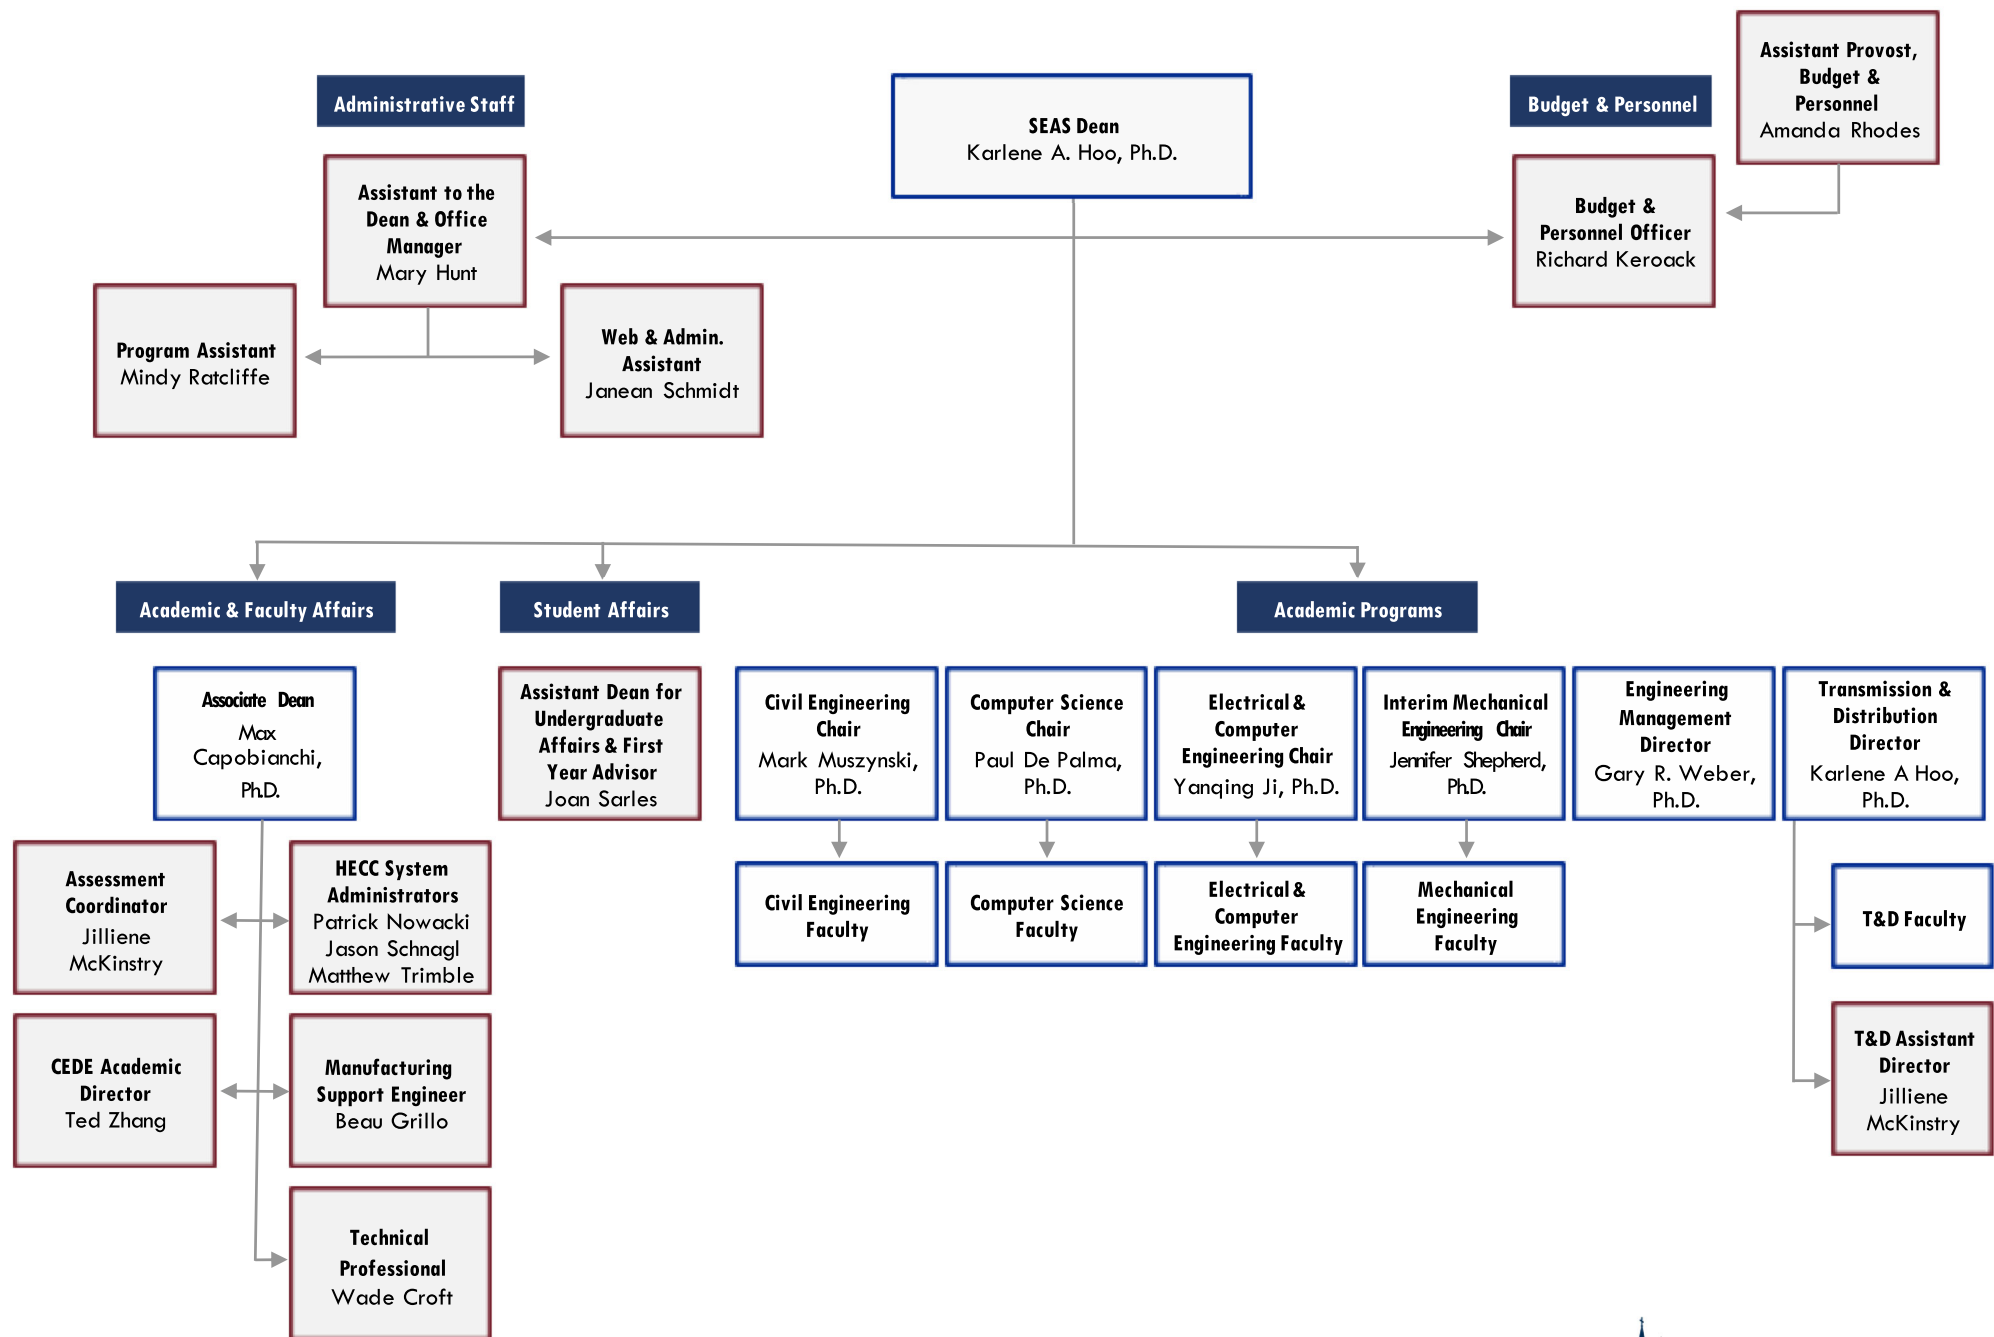 Assistant Provost,
Budget &
Personnel
Amanda Rhodes
Administrative Staff
SEAS Dean
Karlene A. Hoo, Ph.D.
Budget & Personnel
Assistant to the
Dean & Office
Manager
Mary Hunt
Budget &
Personnel Officer
Richard Keroack
Program Assistant
Mindy Ratcliffe
Web & Admin.
Assistant
Janean Schmidt
Academic & Faculty Affairs
Student Affairs
Academic Programs
Associate Dean
Max
Capobianchi,
Ph.D.
Assistant Dean for
Undergraduate
Affairs & First
Year Advisor
Joan Sarles
Civil Engineering
Chair
Mark Muszynski,
Ph.D.
Computer Science
Chair
Paul De Palma,
Ph.D.
Electrical &
Computer
Engineering Chair
Yanqing Ji, Ph.D.
Interim Mechanical
Engineering Chair
Jennifer Shepherd,
Ph.D.
Engineering
Management
Director
Gary R. Weber,
Ph.D.
Transmission &
Distribution
Director
Karlene A Hoo,
Ph.D.
Assessment
Coordinator
Jilliene
McKinstry
HECC System
Administrators
Patrick Nowacki
Jason Schnagl
Matthew Trimble
Civil Engineering
Faculty
Computer Science
Faculty
Electrical &
Computer
Engineering Faculty
Mechanical
Engineering
Faculty
T&D Faculty
CEDE Academic
Director
Ted Zhang
Manufacturing
Support Engineer
Beau Grillo
T&D Assistant
Director
Jilliene
McKinstry
Technical
Professional
Wade Croft